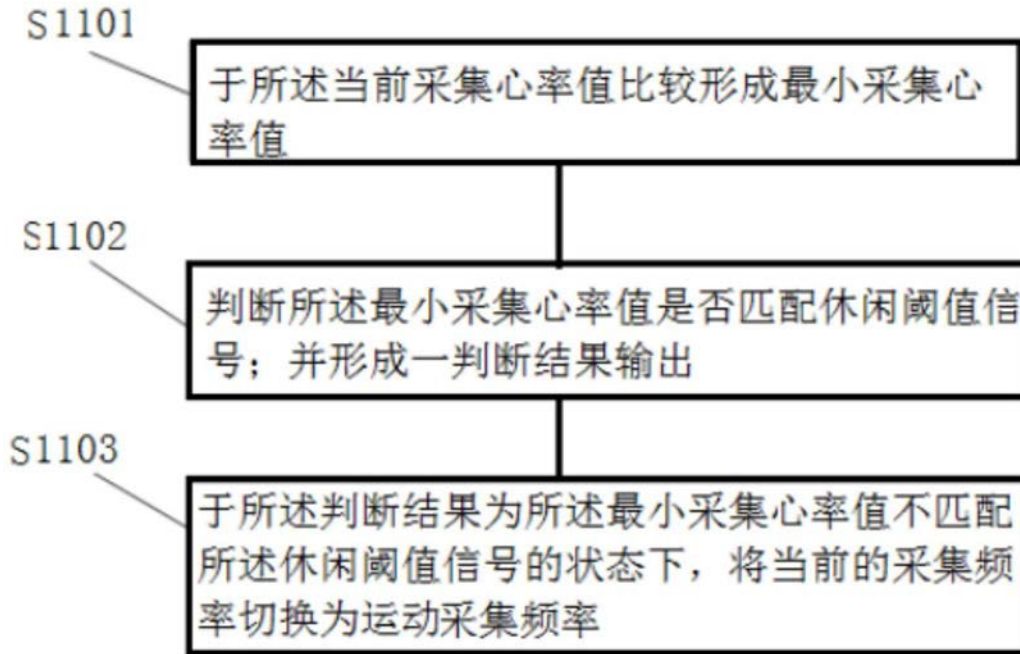 S1101
于所述当前采集心率值比较形成最小采集心
率值
S1102
判断所述最小采集心率值是否匹配休闲阈值信
号；并形成一判断结果输出
S1103
于所述判断结果为所述最小采集心率值不匹配
所述休闲阈值信号的状态下，将当前的采集频
率切换为运动采集频率